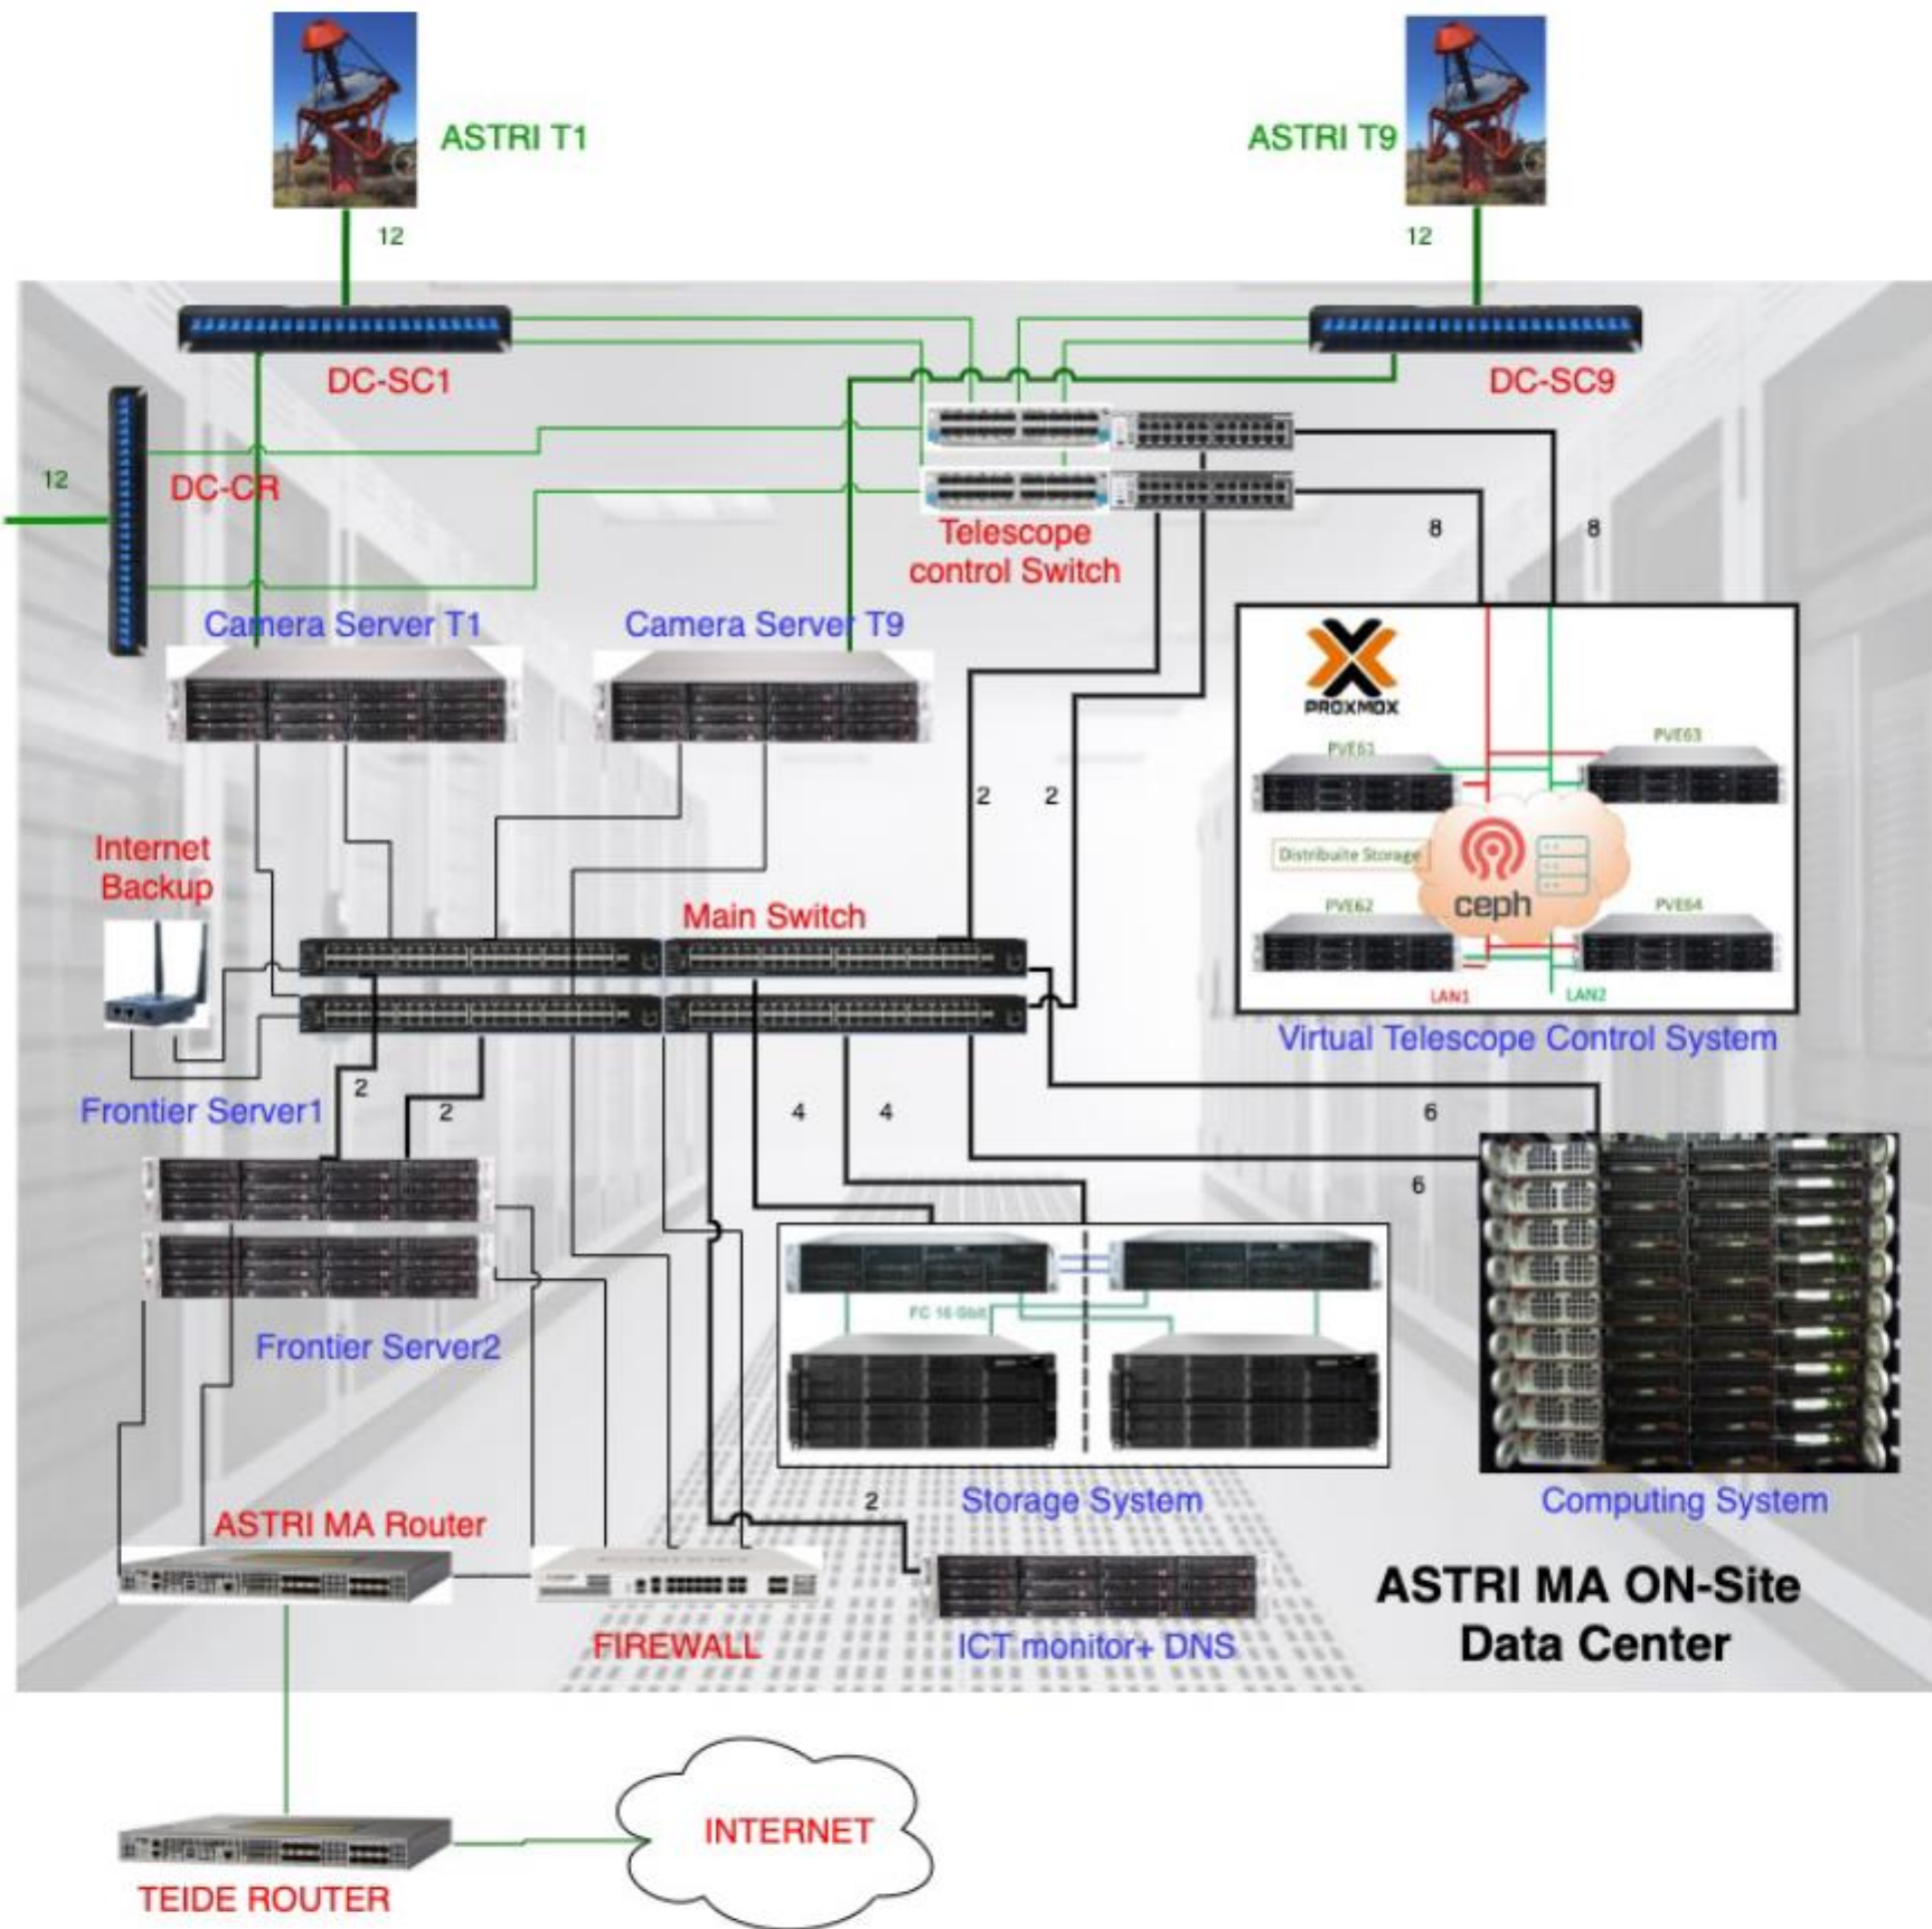 ASTRI T1
ASTRI T9
12
12
DC-SC1
DC-SC9
12
DC-CR
Telescope
control Switch
8
8
Camera Server T1
Camera Server T9
PROXMOX
PVE61
PVE63
2
2
Internet
Backup
Distribuite Storage
ceph
PVE62
PVE64
Main Switch
LAN1
LAN2
Virtual Telescope Control System
2
Frontier Server1
2
4
4
6
6
FC 16 Gbit
Frontier Server2
2
Storage System
Computing System
ASTRI MA Router
ASTRI MA ON-Site
Data Center
FIREWALL
ICT monitor+ DNS
INTERNET
TEIDE ROUTER